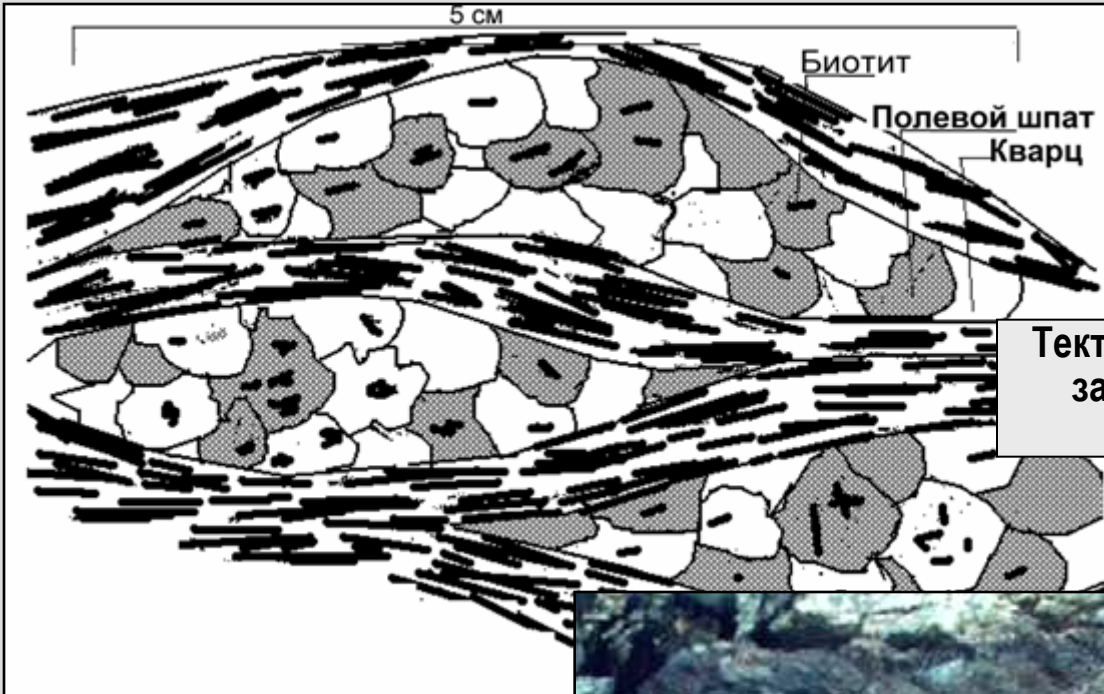 5 см
Биотит
Полевой шпат
Кварц